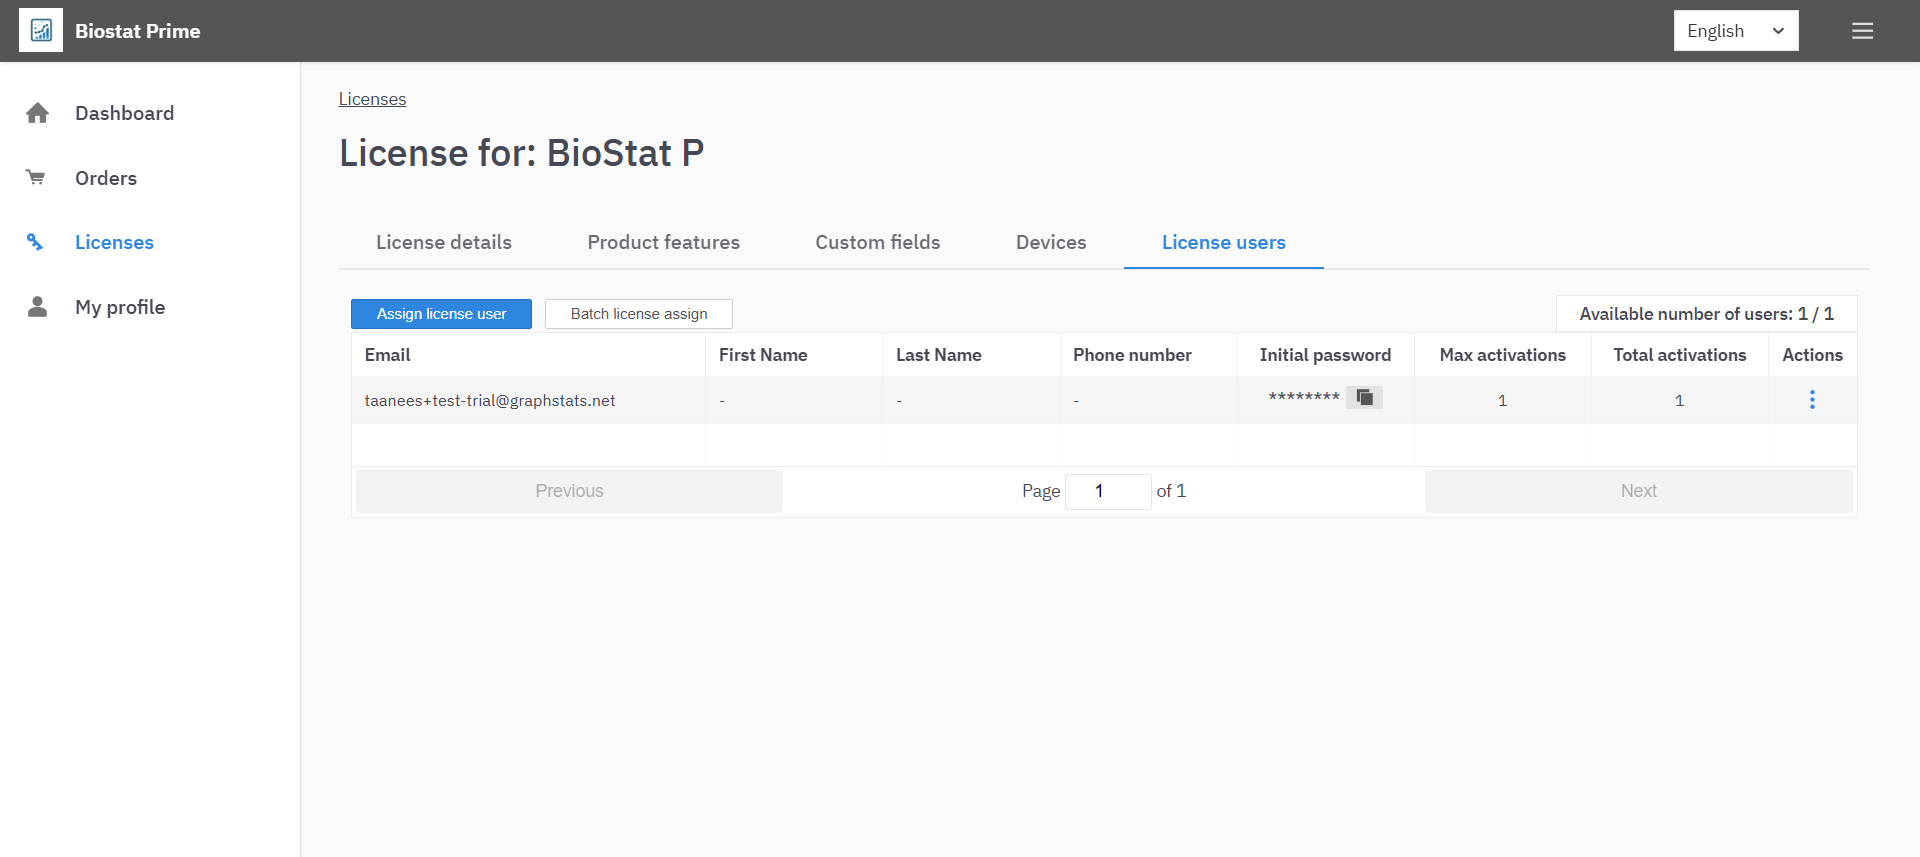 Biostat Prime
English
Dashboard
Orders
Licenses
My profile
Licenses
License for: BioStat P
License details Product features Custom fields Devices License users
Assign license user Batch license assign Available number of users: 1 / 1
Email First Name Last Name Phone number Initial password Max activations Total activations Actions
taanees+test-trial@graphstats.net - - - ******** 1 1
Previous Page 1 of 1 Next